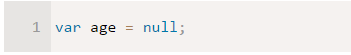 1 var age = null;